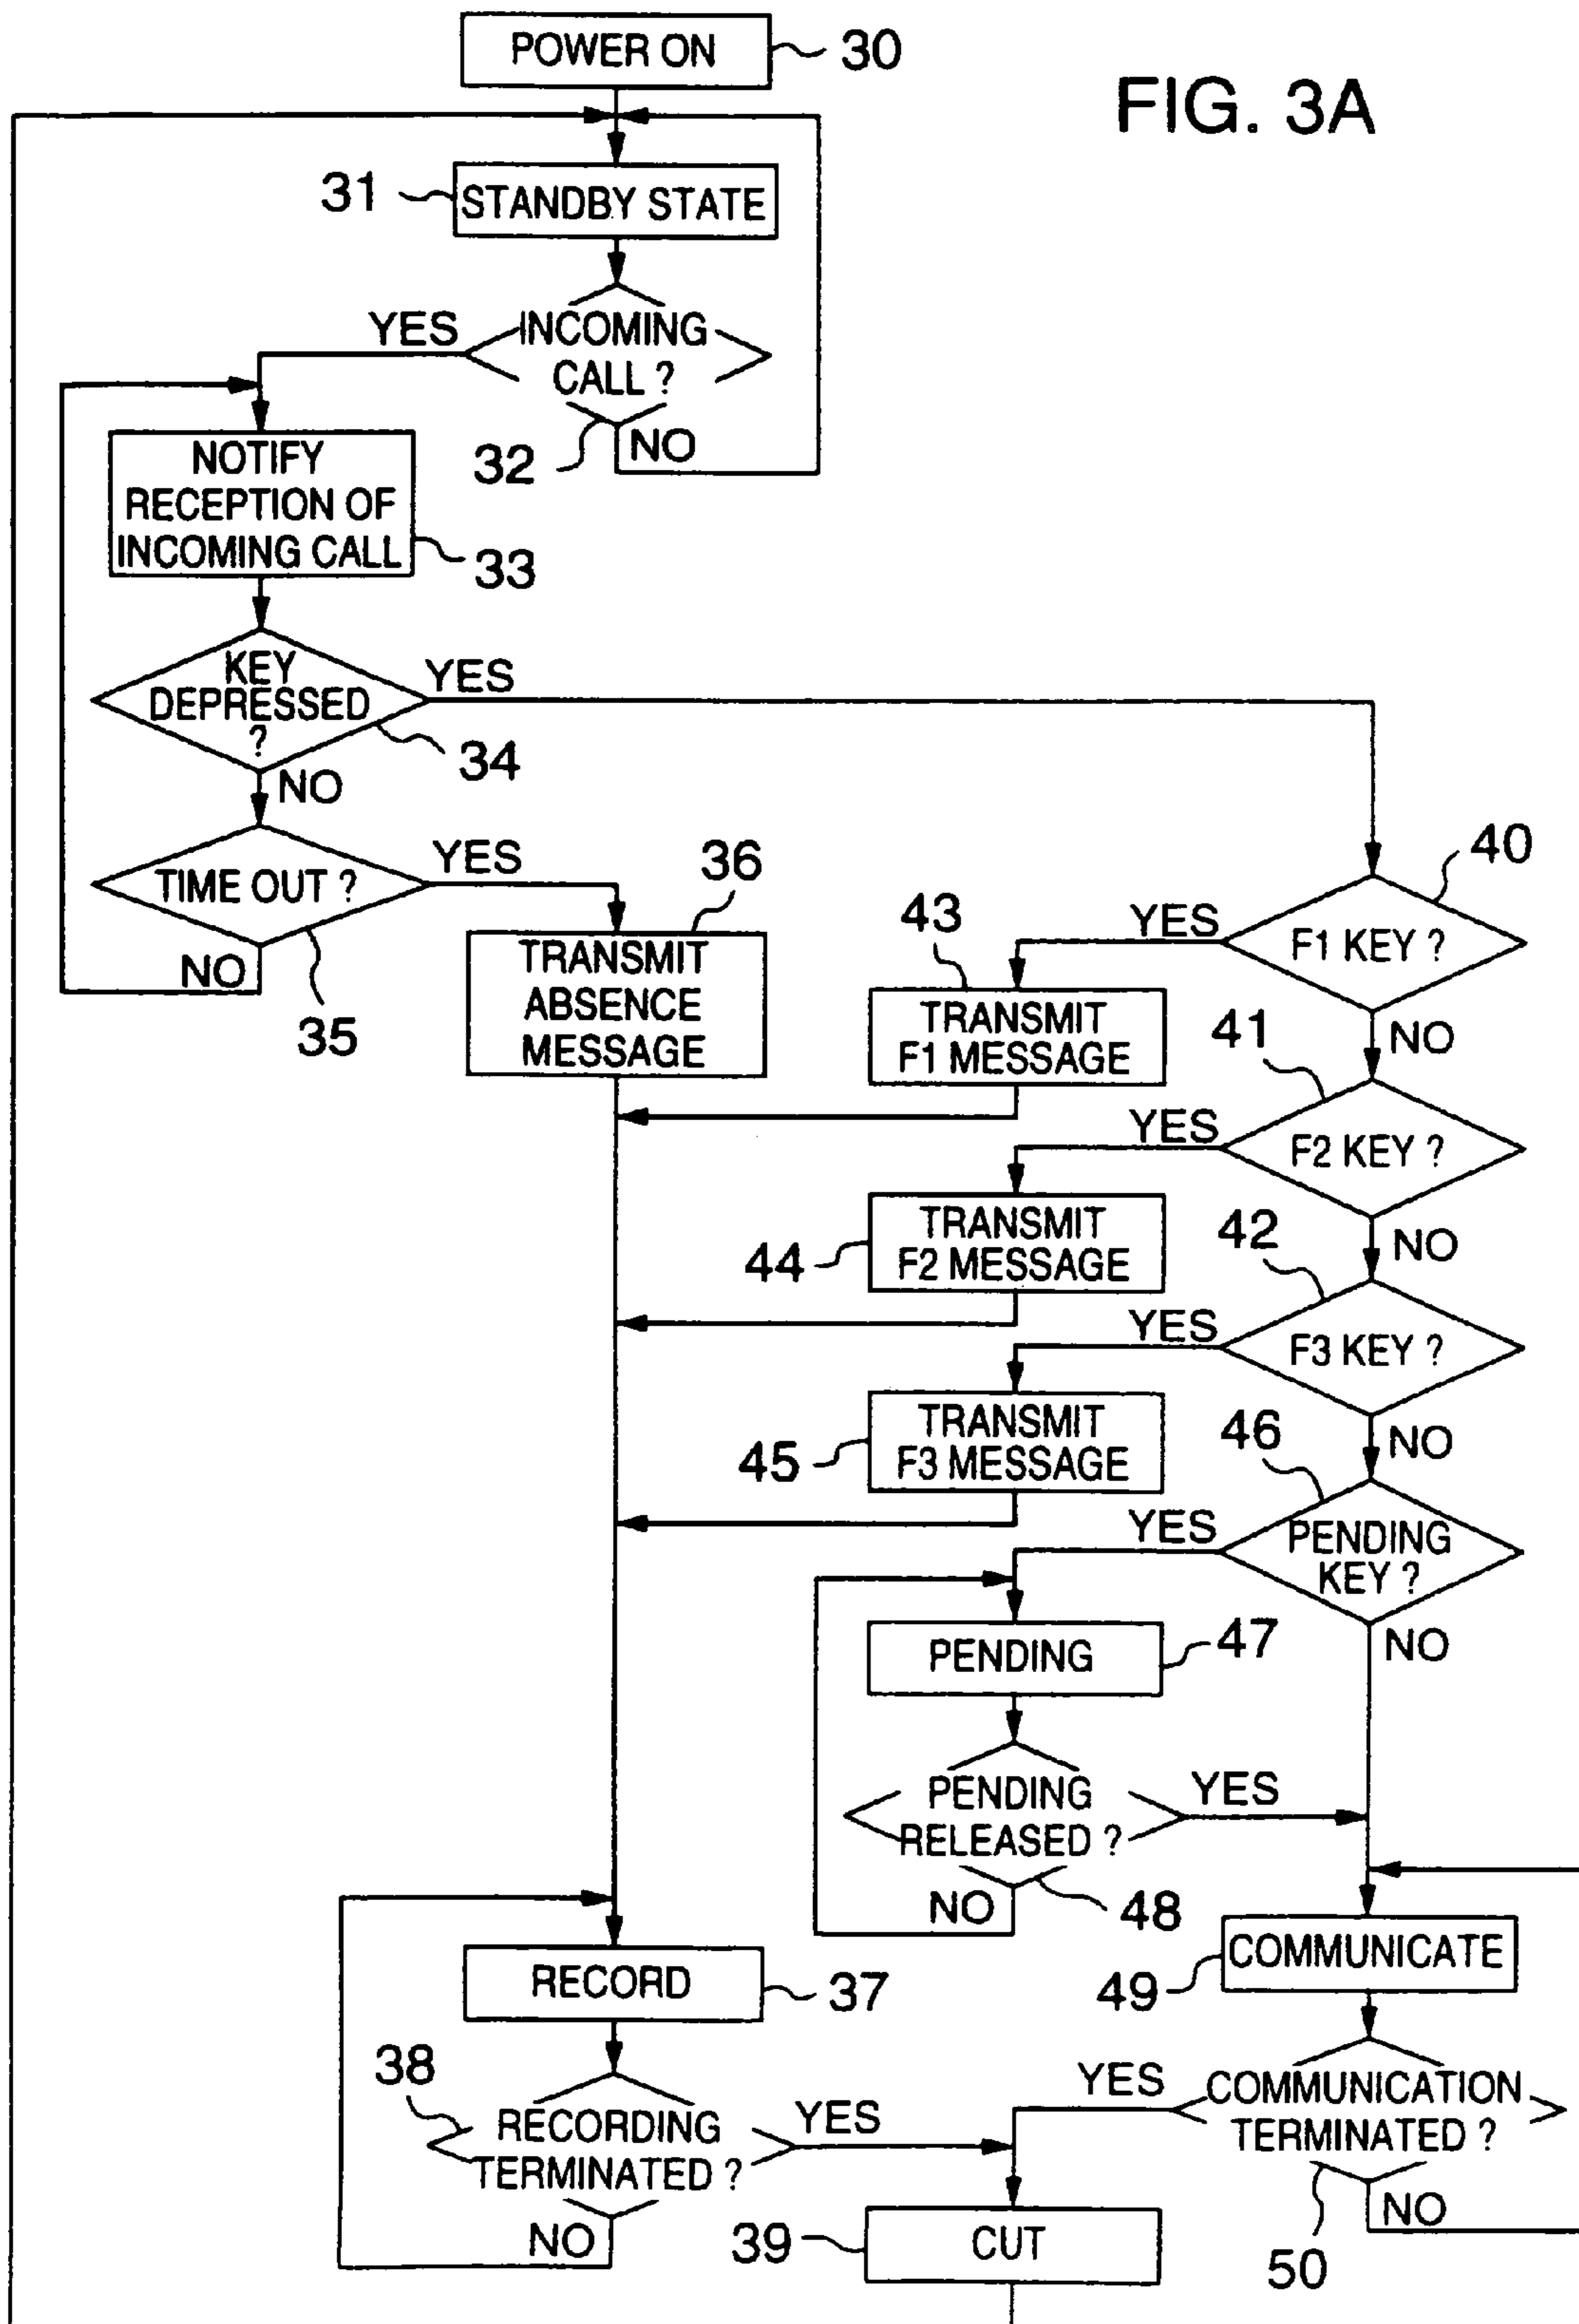 POWER ON
30
FIG. 3A
31
STANDBY STATE
YES
INCOMING
CALL ?
32
NO
NOTIFY
RECEPTION OF
INCOMING CALL
33
KEY
DEPRESSED
?
YES
34
NO
TIME OUT ?
YES
NO
35
36
TRANSMIT
ABSENCE
MESSAGE
40
F1 KEY ?
YES
43
TRANSMIT
F1 MESSAGE
NO
41
F2 KEY ?
YES
TRANSMIT
F2 MESSAGE
44
NO
42
F3 KEY ?
YES
TRANSMIT
F3 MESSAGE
45
NO
46
PENDING
KEY ?
YES
NO
PENDING
47
PENDING
RELEASED ?
YES
NO
48
COMMUNICATE
49
RECORD
37
38
RECORDING
TERMINATED ?
YES
NO
YES
COMMUNICATION
TERMINATED ?
NO
50
39
CUT